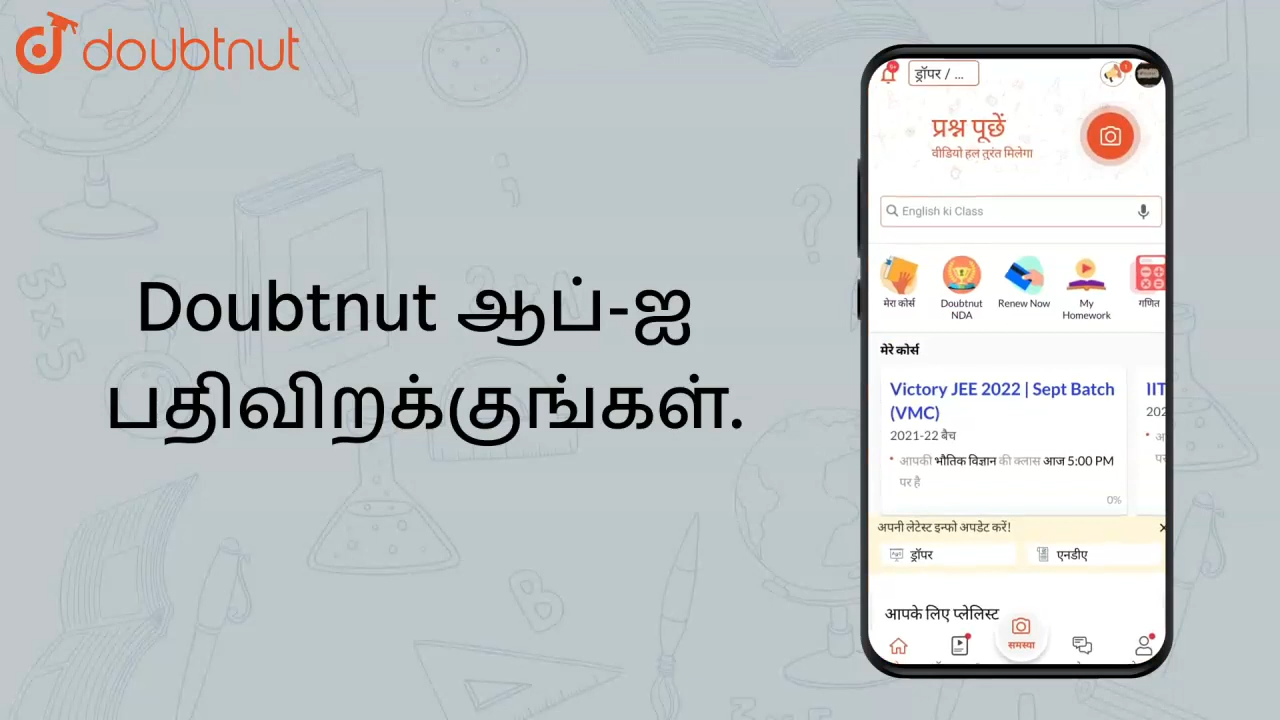 doubtnut
Doubtnut ஆப்-ஐ
பதிவிறக்குங்கள்.
ड्रॉपर / ...
प्रश्न पूछें
वीडियो हल तुरंत मिलेगा
English ki Class
मेरा कोर्स
Doubtnut NDA
Renew Now
My Homework
गणित
मेरे कोर्स
Victory JEE 2022 | Sept Batch
(VMC)
2021-22 बैच
आपकी भौतिक विज्ञान की क्लास आज 5:00 PM
पर है
0%
IIT
202
अपनी लेटेस्ट इन्फो अपडेट करें!
ड्रॉपर
एनडीए
आपके लिए प्लेलिस्ट
समस्या